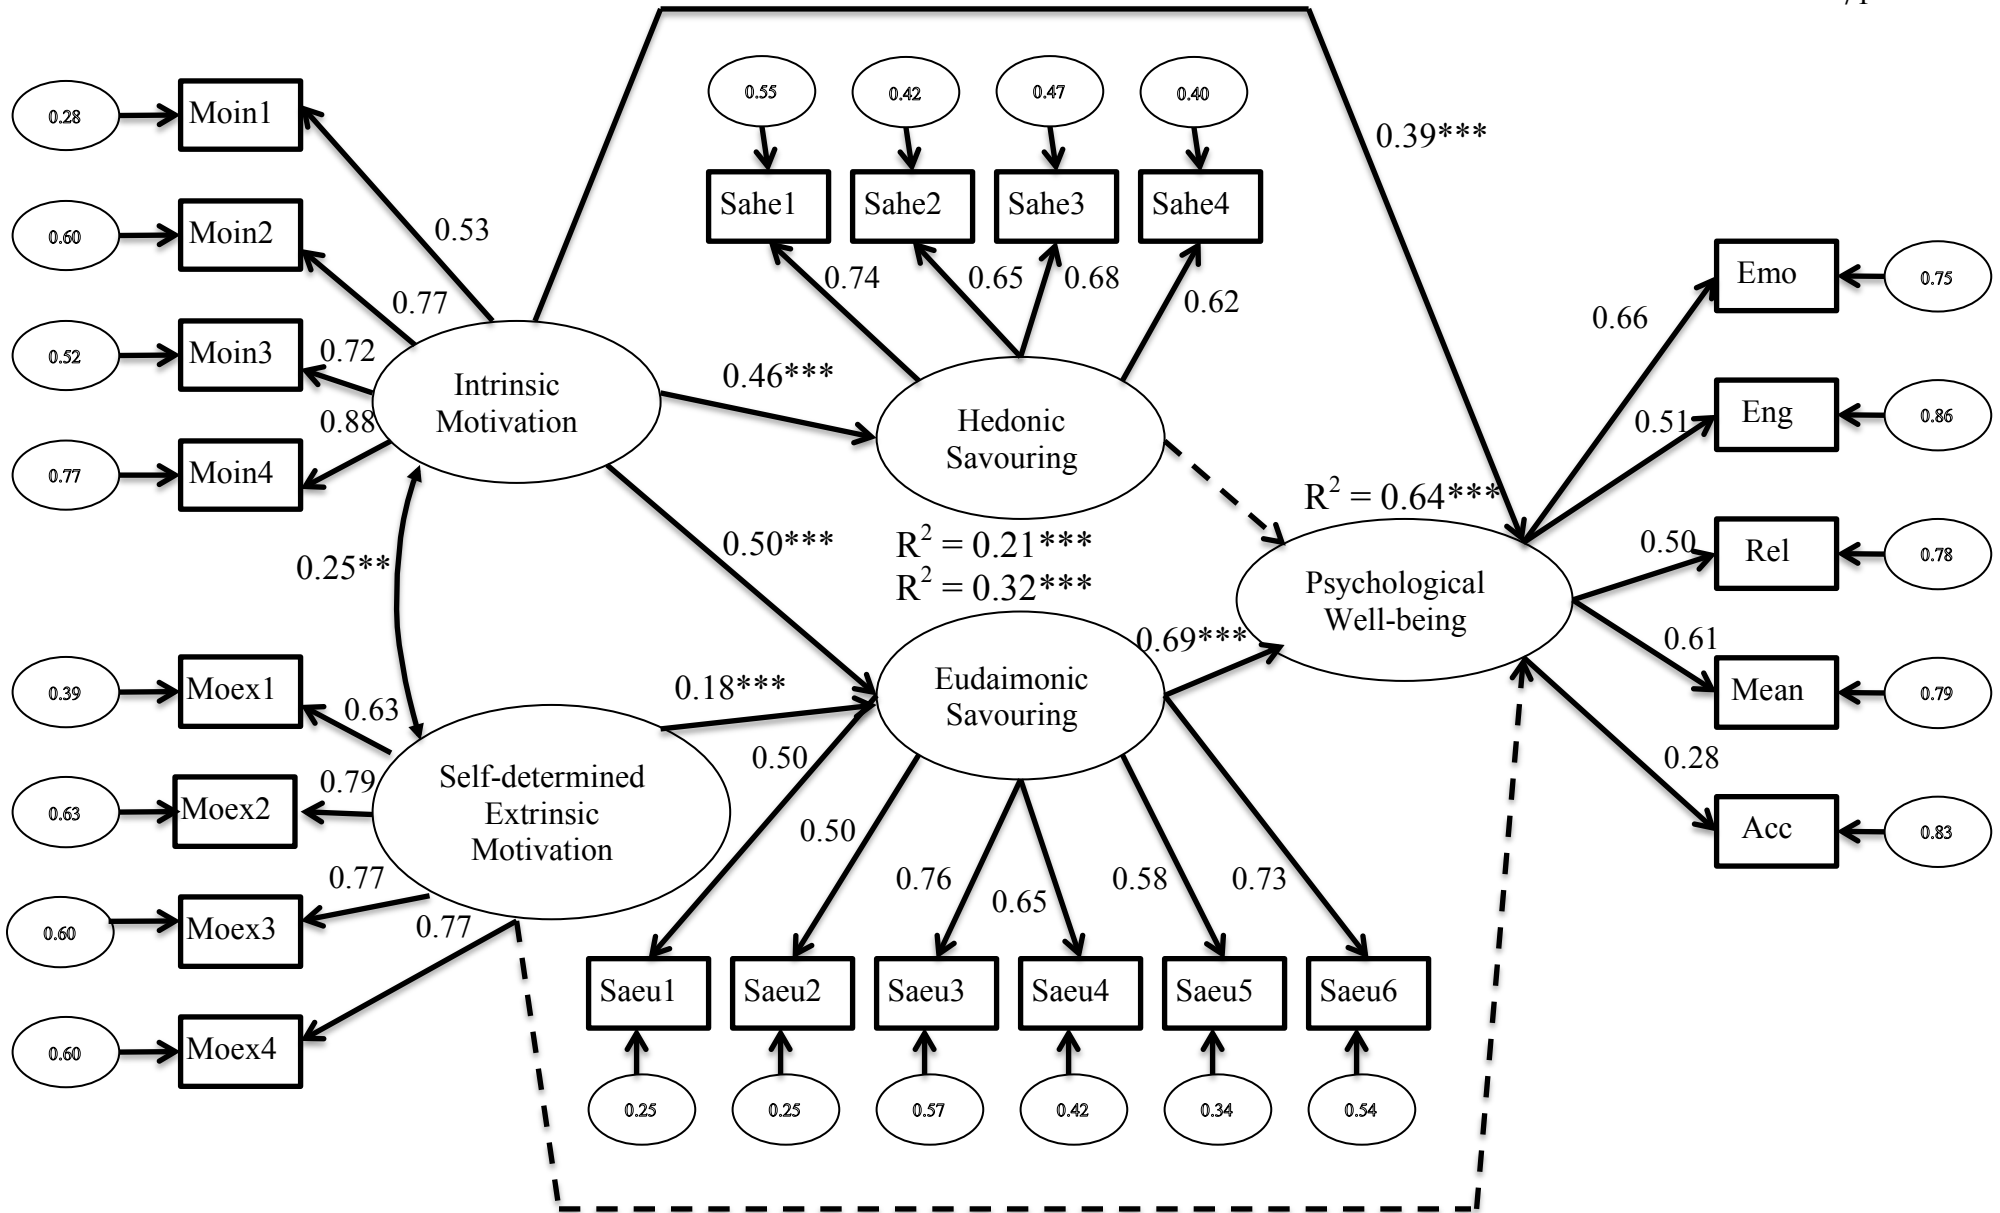 0.28
Moin1
0.53
0.60
Moin2
0.77
0.52
Moin3
0.72
0.77
Moin4
0.88
Intrinsic
Motivation
0.25**
0.39
Moex1
0.63
0.63
Moex2
0.79
0.60
Moex3
0.77
0.60
Moex4
0.77
Self-determined
Extrinsic
Motivation
0.55
0.42
0.47
0.40
Sahe1
Sahe2
Sahe3
Sahe4
0.74
0.65
0.68
0.62
0.46***
Hedonic
Savouring
0.50***
R² = 0.21***
R² = 0.32***
0.18***
Eudaimonic
Savouring
0.69***
0.50
0.50
0.76
0.65
0.58
0.73
Saeu1
Saeu2
Saeu3
Saeu4
Saeu5
Saeu6
0.25
0.25
0.57
0.42
0.34
0.54
0.39***
R² = 0.64***
Psychological
Well-being
0.66
Emo
0.75
0.51
Eng
0.86
0.50
Rel
0.78
0.61
Mean
0.79
0.28
Acc
0.83